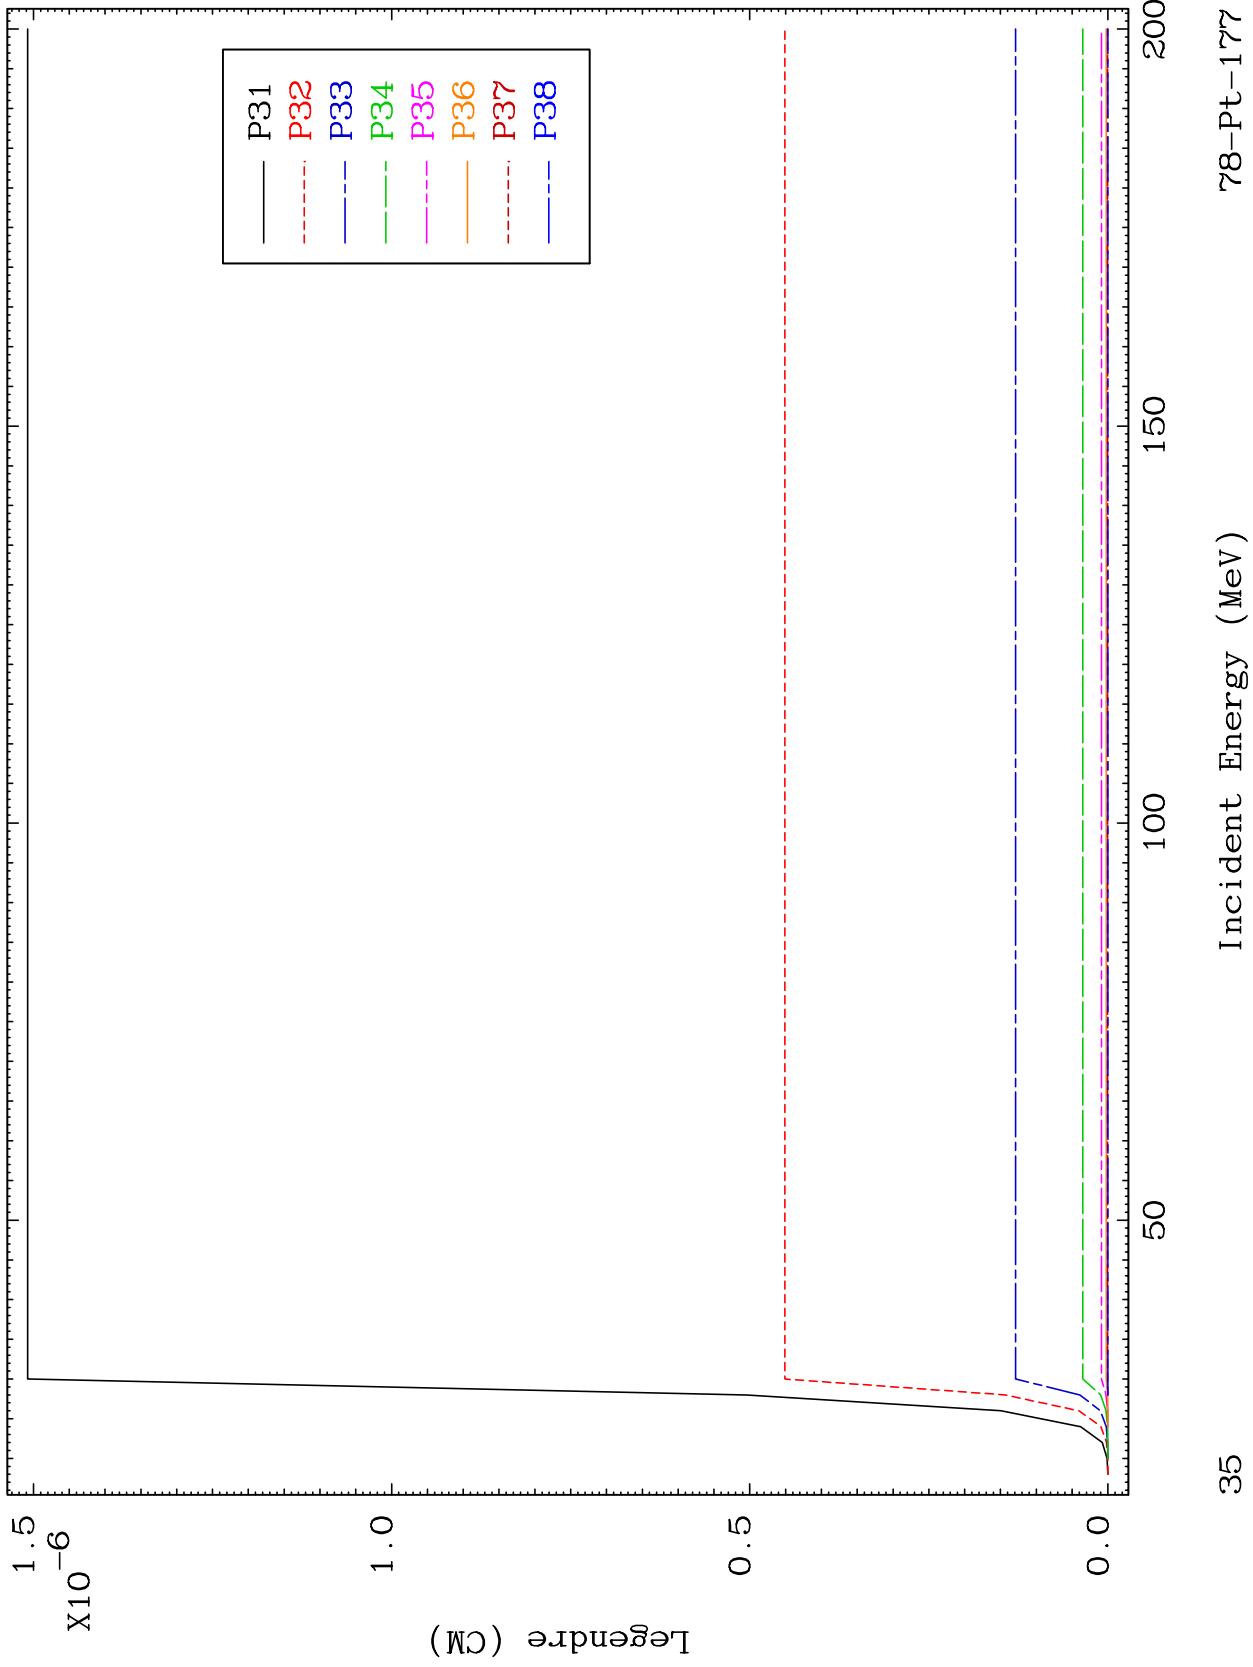 1.5
X10⁻⁶
1.0
0.5
0.0
Legendre (CM)
P31
P32
P33
P34
P35
P36
P37
P38
50
100
150
200
Incident Energy (MeV)
35
78-Pt-177